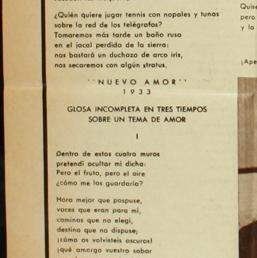 ¿Quién quiere jugar tennis con nopales y tunas
sobre la red de los telégrafos?
Tomaremos más tarde un baño ruso
en el jacal perdido de la sierra:
nos bastará un duchazo de arco iris,
nos secaremos con algún stratus.
"NUEVO AMOR"
1933
GLOSA INCOMPLETA EN TRES TIEMPOS
SOBRE UN TEMA DE AMOR
I
Dentro de estos cuatro muros
pretendí ocultar mi dicha:
Pero el fruto, pero el aire
¿cómo me los guardaría?
Hora mejor que pospuse,
voces que eran para mí,
caminos que no elegí,
destino que no dispuse;
¡cómo os volvisteis oscuros!
¡qué amargo vuestro sabor
pero
y la